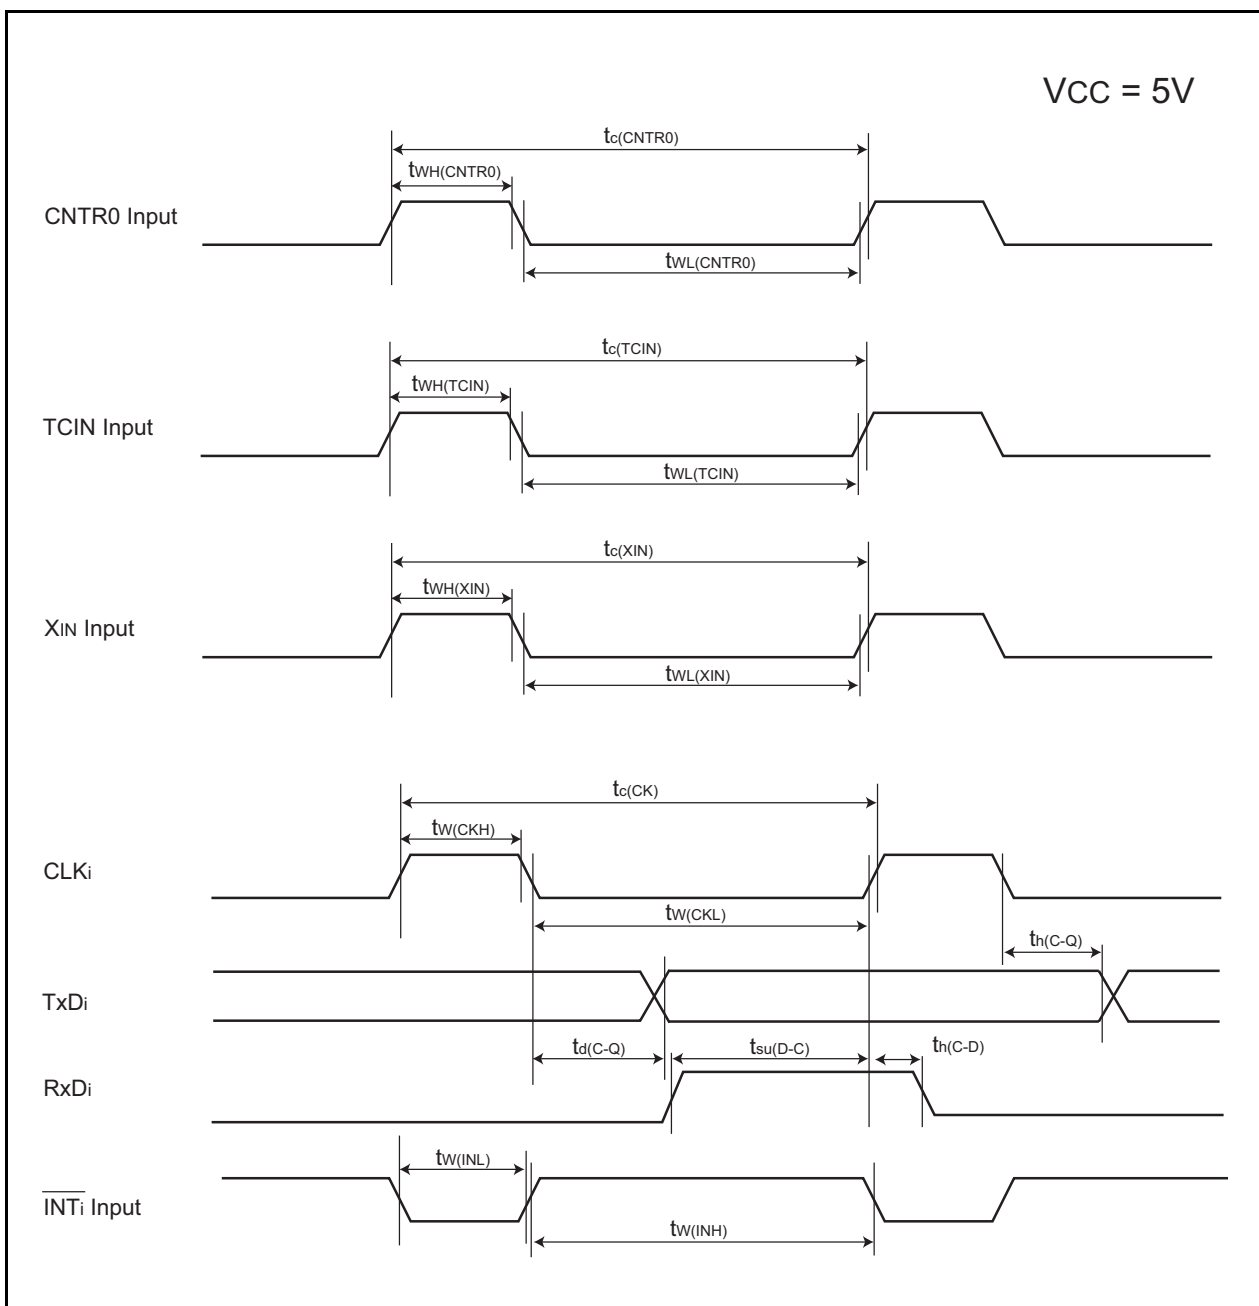 VCC = 5V
tc(CNTR0)
tWH(CNTR0)
CNTR0 Input
tWL(CNTR0)
tc(TCIN)
tWH(TCIN)
TCIN Input
tWL(TCIN)
tc(XIN)
tWH(XIN)
XIN Input
tWL(XIN)
tc(CK)
tW(CKH)
CLKi
tW(CKL)
th(C-Q)
TxDi
td(C-Q)
tsu(D-C)
th(C-D)
RxDi
tW(INL)
INTi Input
tW(INH)